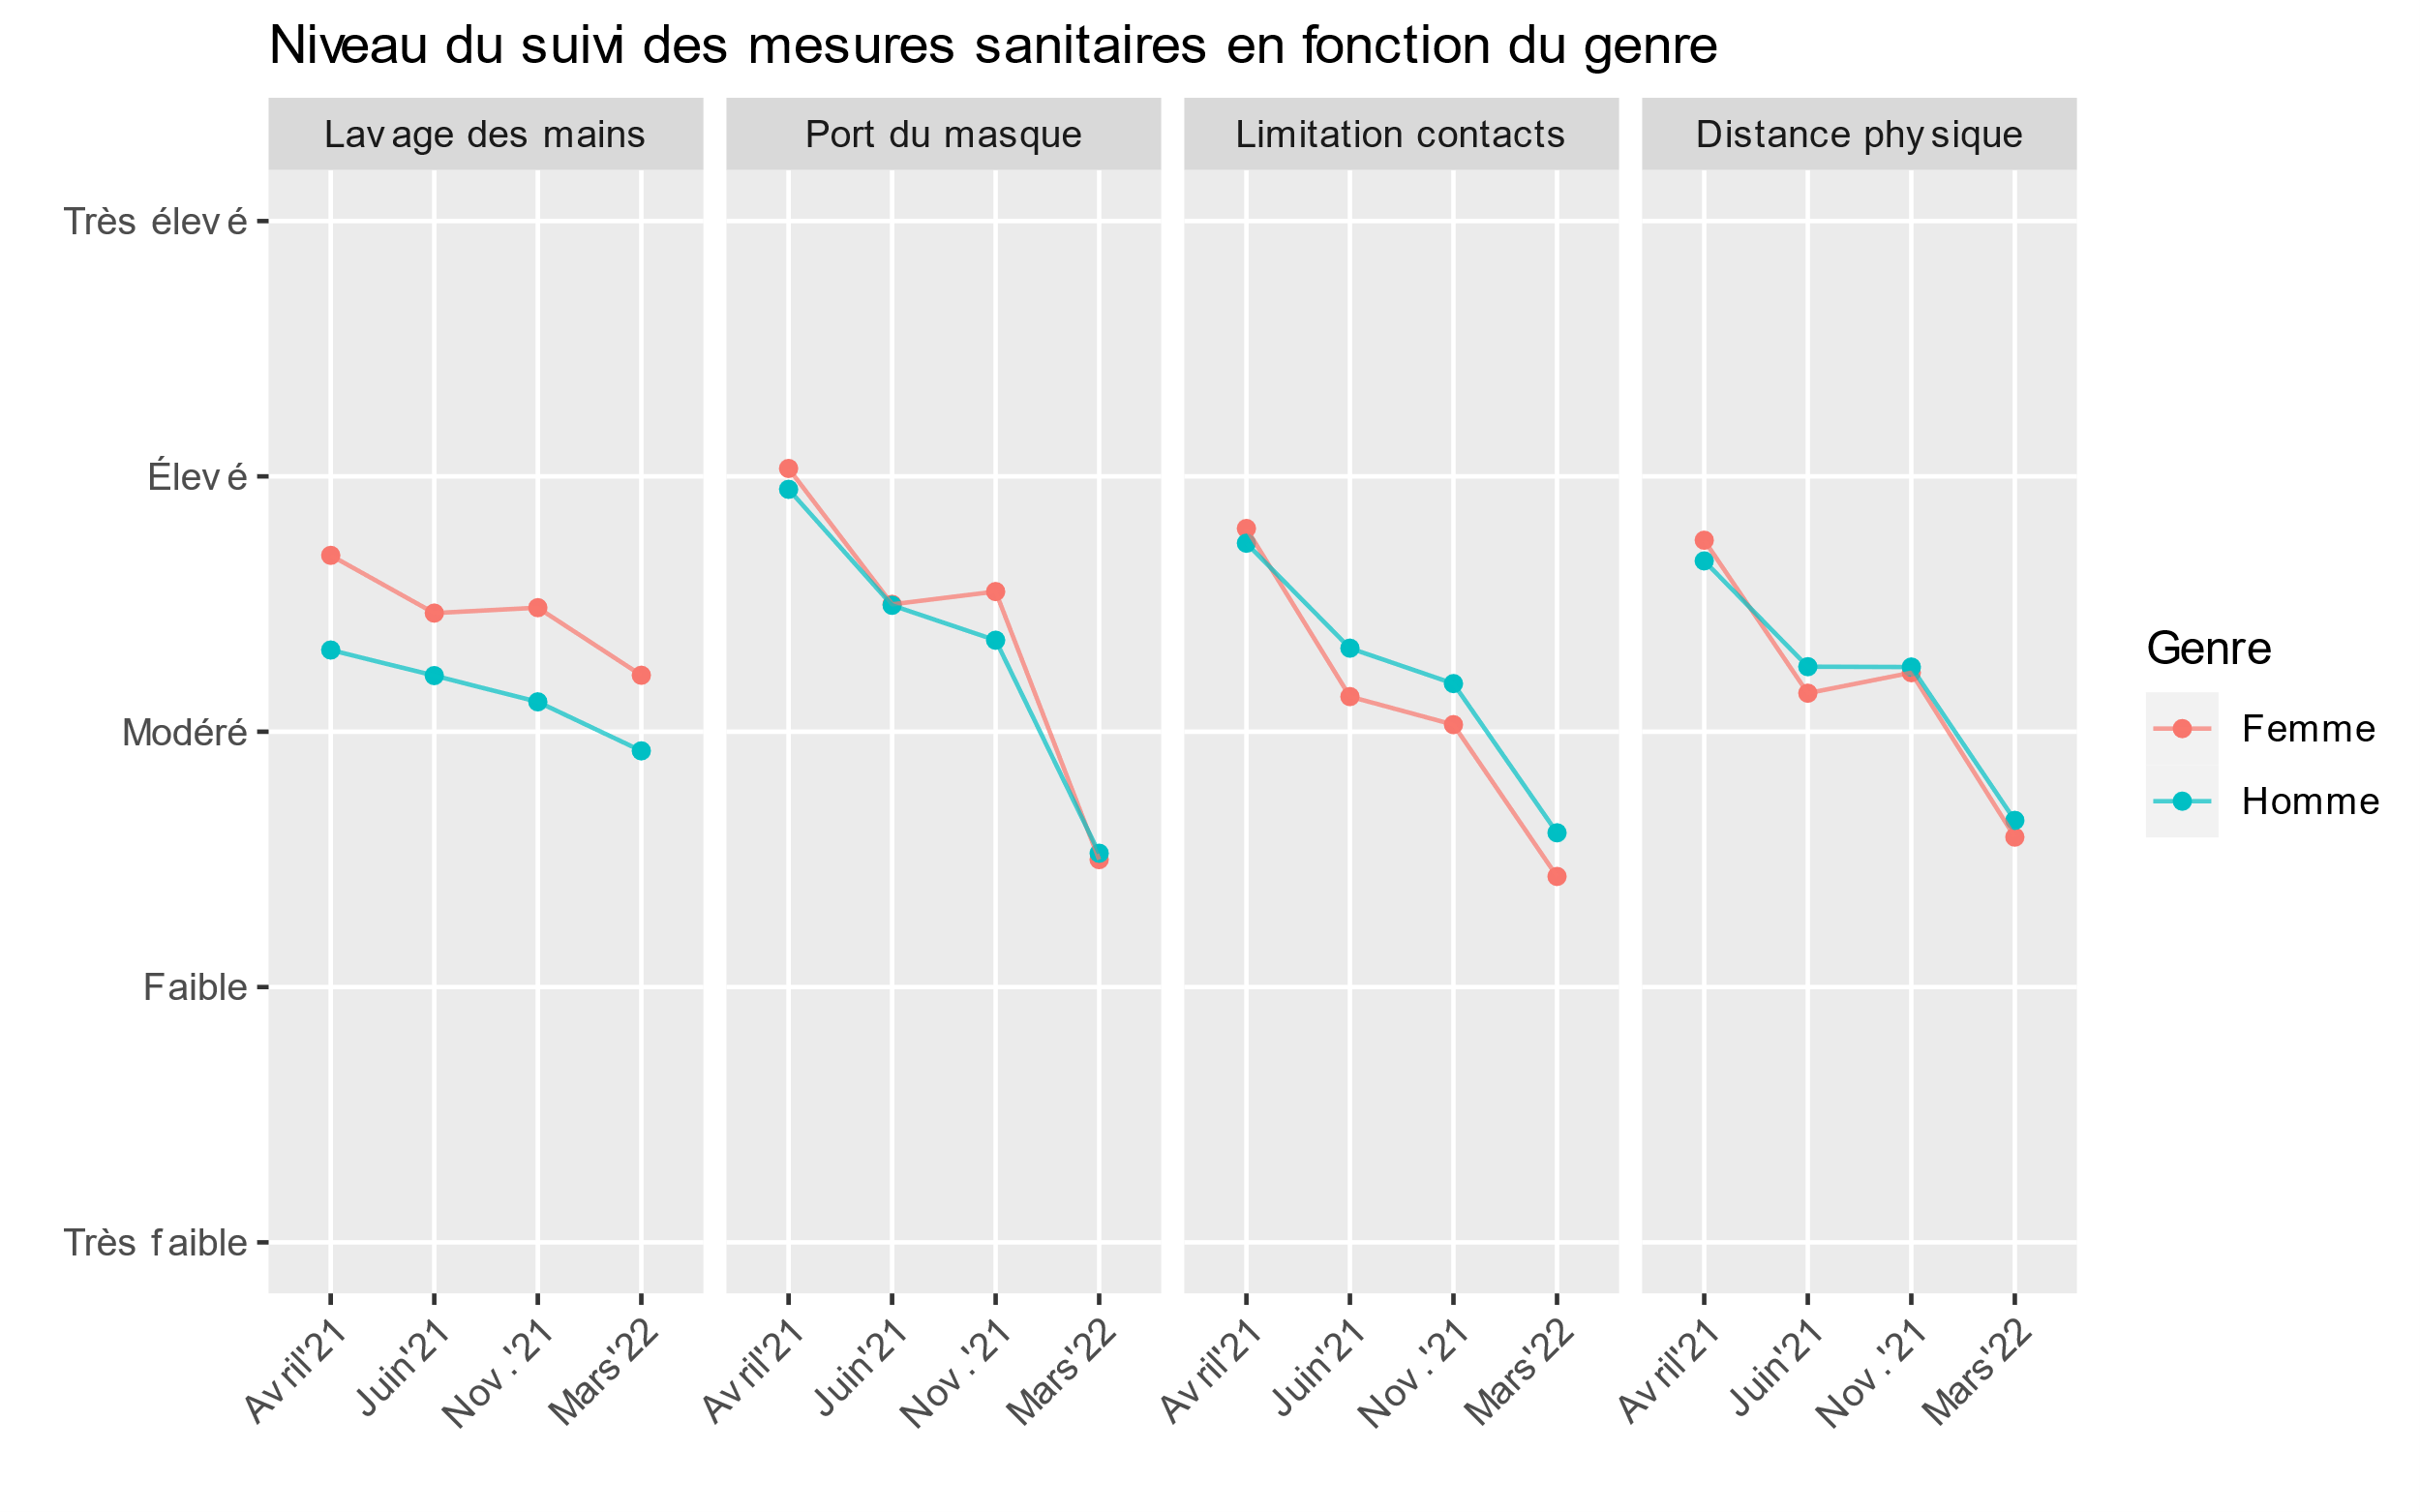 Niveau du suivi des mesures sanitaires en fonction du genre
Lavage des mains
Port du masque
Limitation contacts
Distance physique
Très élevé
Élevé
Modéré
Faible
Très faible
Avril'21
Juin'21
Nov.'21
Mars'22
Avril'21
Juin'21
Nov.'21
Mars'22
Avril'21
Juin'21
Nov.'21
Mars'22
Avril'21
Juin'21
Nov.'21
Mars'22
Genre
Femme
Homme